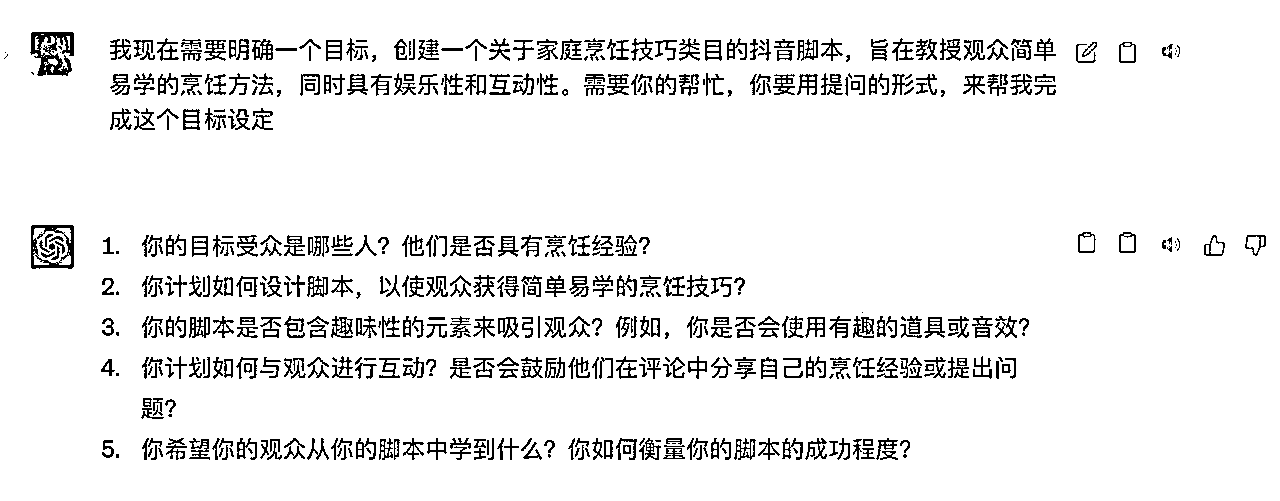 我现在需要明确一个目标，创建一个关于家庭烹饪技巧类目的抖音脚本，旨在教授观众简单
易学的烹饪方法，同时具有娱乐性和互动性。需要你的帮忙，你要用提问的形式，来帮我完
成这个目标设定
1. 你的目标受众是哪些人？他们是否具有烹饪经验？
2. 你计划如何设计脚本，以使观众获得简单易学的烹饪技巧？
3. 你的脚本是否包含趣味性的元素来吸引观众？例如，你是否会使用有趣的道具或音效？
4. 你计划如何与观众进行互动？是否会鼓励他们在评论中分享自己的烹饪经验或提出问
题？
5. 你希望你的观众从你的脚本中学到什么？你如何衡量你的脚本的成功程度？